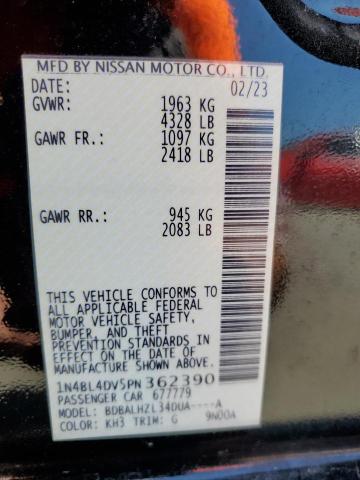 MFD BY NISSAN MOTOR CO., LTD.
DATE: 02/23
GVWR: 1963 KG
4328 LB
GAWR FR.: 1097 KG
2418 LB
GAWR RR.: 945 KG
2083 LB
THIS VEHICLE CONFORMS TO
ALL APPLICABLE FEDERAL
MOTOR VEHICLE SAFETY,
BUMPER, AND THEFT
PREVENTION STANDARDS IN
EFFECT ON THE DATE OF
MANUFACTURE SHOWN ABOVE.
1N4BL4DV5PN362390
PASSENGER CAR 677779
MODEL: BDBALHZL34DUA----A
COLOR: KH3 TRIM: G 9N00A